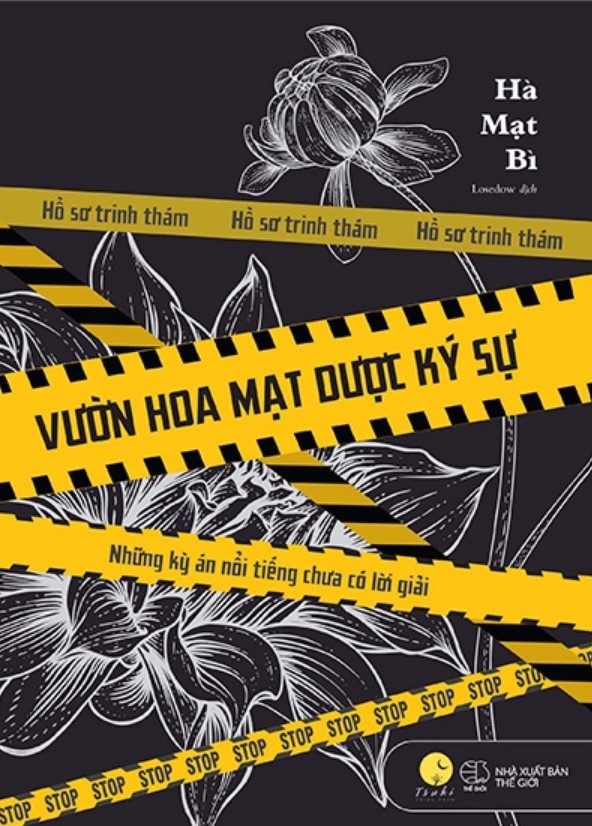 Hà
Mạt
Bì
Losedow dịch
Hồ sơ trinh thám Hồ sơ trinh thám Hồ sơ trinh thám
VƯỜN HOA MẠT DƯỢC KÝ SỰ
Những kỳ án nổi tiếng chưa có lời giải
STOP STOP STOP STOP STOP STOP STOP STOP STOP STOP STOP STOP
Tsuki
THẾ GIỚI
NHÀ XUẤT BẢN
THẾ GIỚI